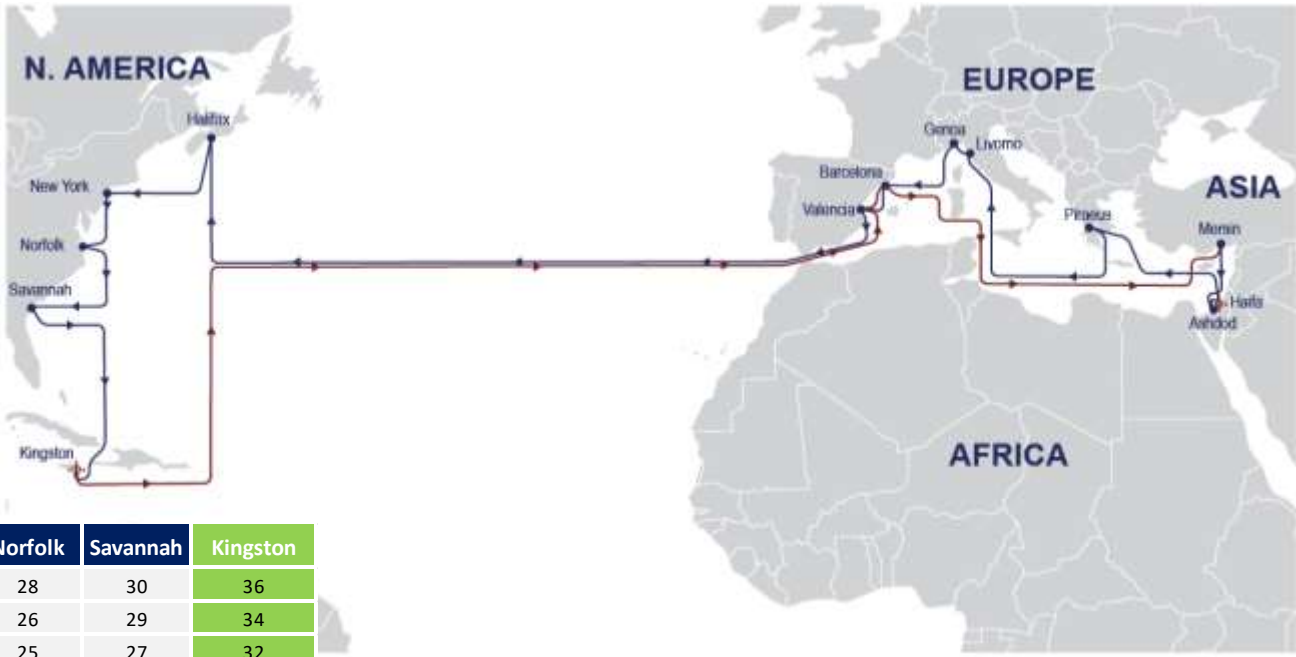 N. AMERICA
EUROPE
ASIA
AFRICA
Halifax
New York
Norfolk
Savannah
Kingston
Genoa
Livorno
Barcelona
Valencia
Piraeus
Mersin
Haifa
Ashdod
Norfolk Savannah Kingston
28 30 36
26 29 34
25 27 32